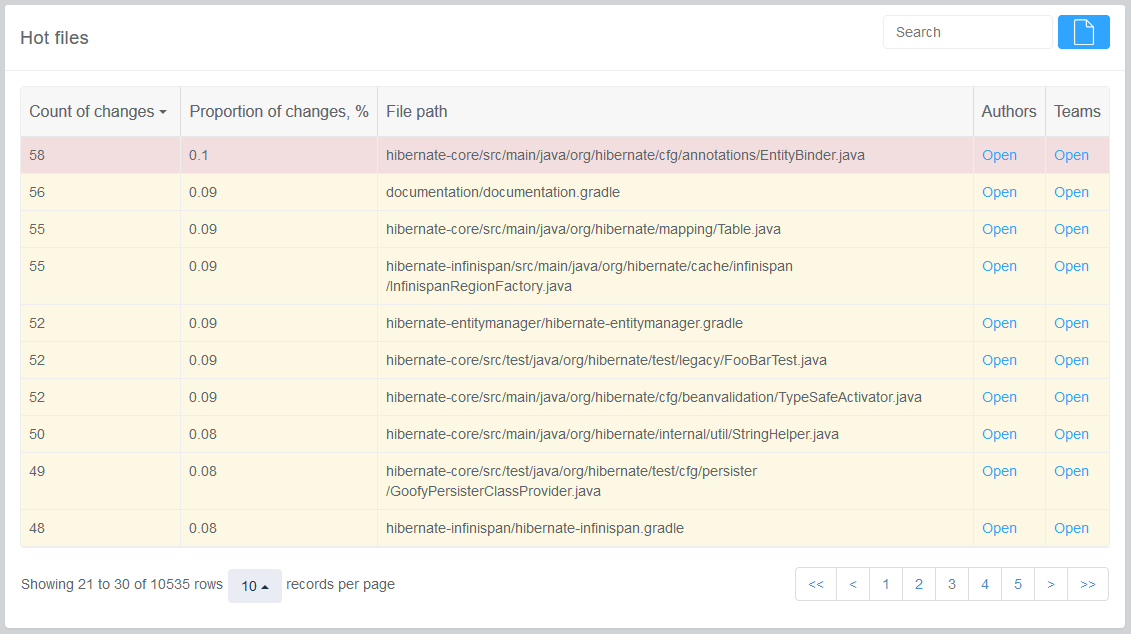 Hot files
Search
Count of changes Proportion of changes, % File path Authors Teams
58 0.1 hibernate-core/src/main/java/org/hibernate/cfg/annotations/EntityBinder.java Open Open
56 0.09 documentation/documentation.gradle Open Open
55 0.09 hibernate-core/src/main/java/org/hibernate/mapping/Table.java Open Open
55 0.09 hibernate-infinispan/src/main/java/org/hibernate/cache/infinispan Open Open
/InfinispanRegionFactory.java
52 0.09 hibernate-entitymanager/hibernate-entitymanager.gradle Open Open
52 0.09 hibernate-core/src/test/java/org/hibernate/test/legacy/FooBarTest.java Open Open
52 0.09 hibernate-core/src/main/java/org/hibernate/cfg/beanvalidation/TypeSafeActivator.java Open Open
50 0.08 hibernate-core/src/main/java/org/hibernate/internal/util/StringHelper.java Open Open
49 0.08 hibernate-core/src/test/java/org/hibernate/test/cfg/persister Open Open
/GoofyPersisterClassProvider.java
48 0.08 hibernate-infinispan/hibernate-infinispan.gradle Open Open
Showing 21 to 30 of 10535 rows 10 records per page << < 1 2 3 4 5 > >>